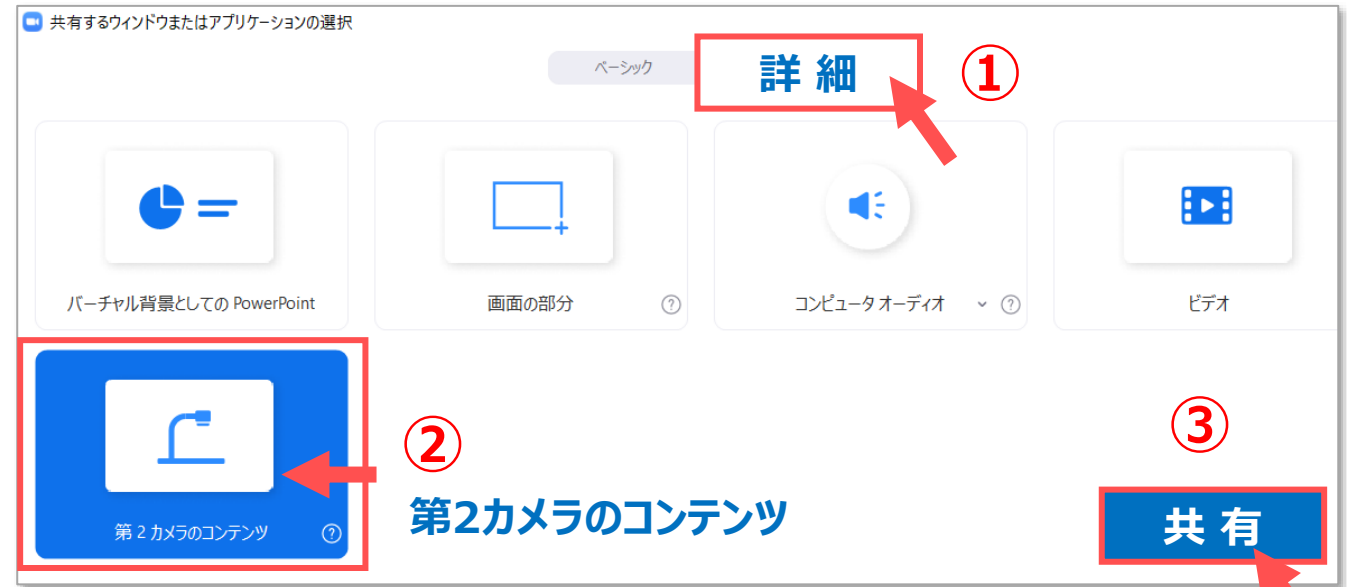 共有するウィンドウまたはアプリケーションの選択
ベーシック
詳 細
①
バーチャル背景としての PowerPoint
画面の部分
?
コンピュータ オーディオ
?
ビデオ
第 2 カメラのコンテンツ
?
②
第2カメラのコンテンツ
③
共 有